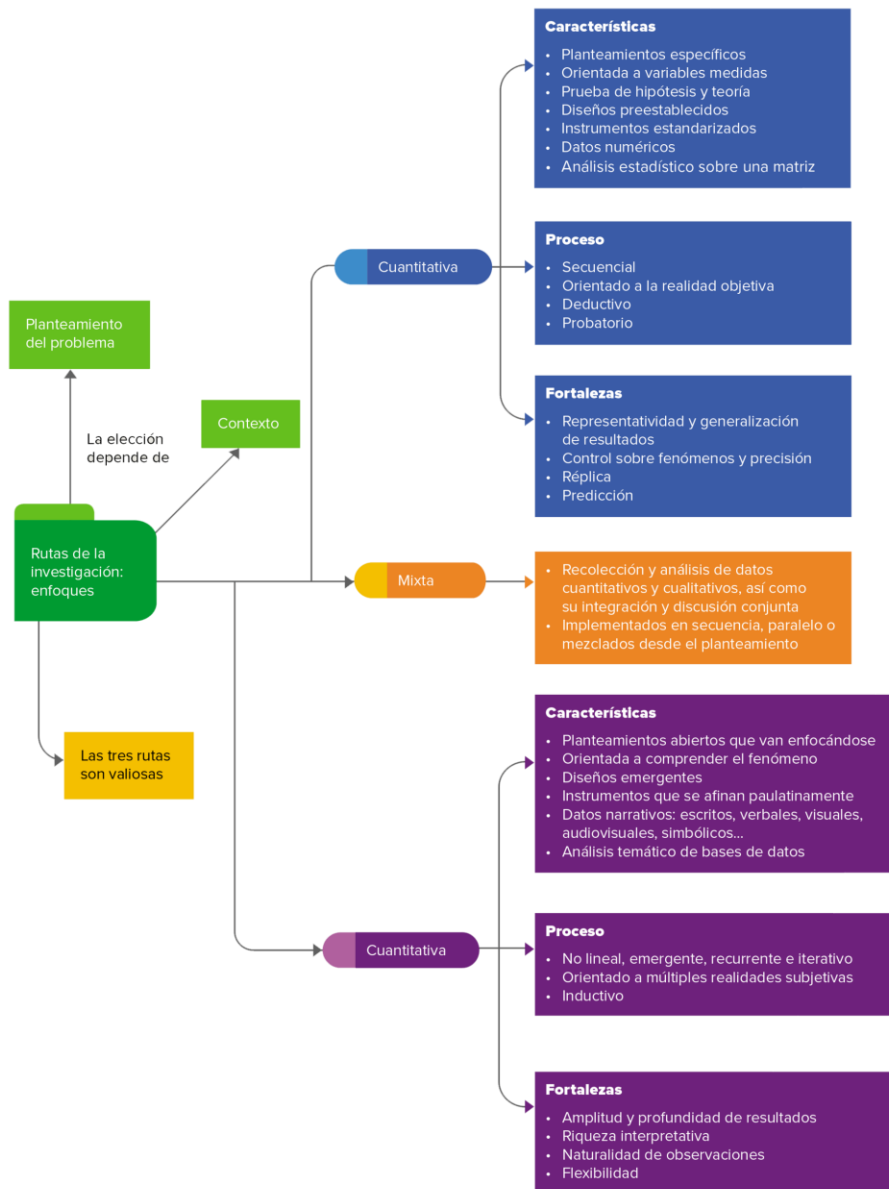 Planteamiento
del problema
La elección
depende de
Contexto
Rutas de la
investigación:
enfoques
Las tres rutas
son valiosas
Cuantitativa
Características
• Planteamientos específicos
• Orientada a variables medidas
• Prueba de hipótesis y teoría
• Diseños preestablecidos
• Instrumentos estandarizados
• Datos numéricos
• Análisis estadístico sobre una matriz
Proceso
• Secuencial
• Orientado a la realidad objetiva
• Deductivo
• Probatorio
Fortalezas
• Representatividad y generalización
de resultados
• Control sobre fenómenos y precisión
• Réplica
• Predicción
Mixta
• Recolección y análisis de datos
cuantitativos y cualitativos, así como
su integración y discusión conjunta
• Implementados en secuencia, paralelo o
mezclados desde el planteamiento
Cuantitativa
Características
• Planteamientos abiertos que van enfocándose
• Orientada a comprender el fenómeno
• Diseños emergentes
• Instrumentos que se afinan paulatinamente
• Datos narrativos: escritos, verbales, visuales,
audiovisuales, simbólicos...
• Análisis temático de bases de datos
Proceso
• No lineal, emergente, recurrente e iterativo
• Orientado a múltiples realidades subjetivas
• Inductivo
Fortalezas
• Amplitud y profundidad de resultados
• Riqueza interpretativa
• Naturalidad de observaciones
• Flexibilidad